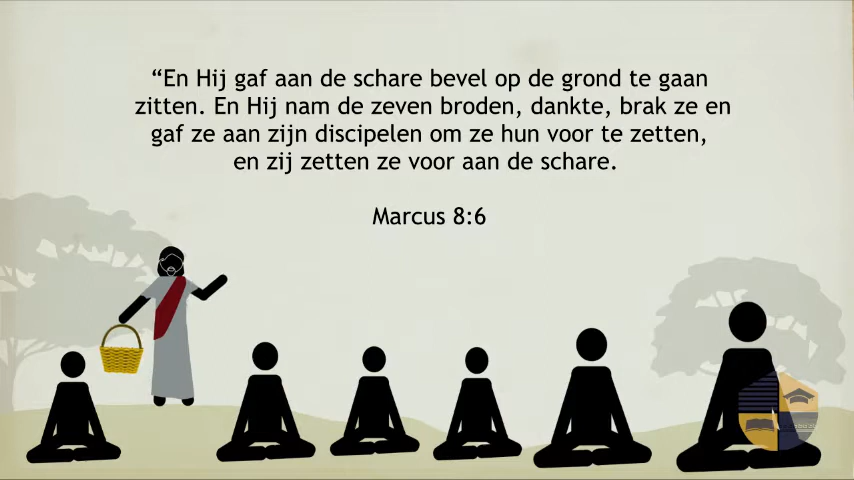 “En Hij gaf aan de schare bevel op de grond te gaan
zitten. En Hij nam de zeven broden, dankte, brak ze en
gaf ze aan zijn discipelen om ze hun voor te zetten,
en zij zetten ze voor aan de schare.
Marcus 8:6